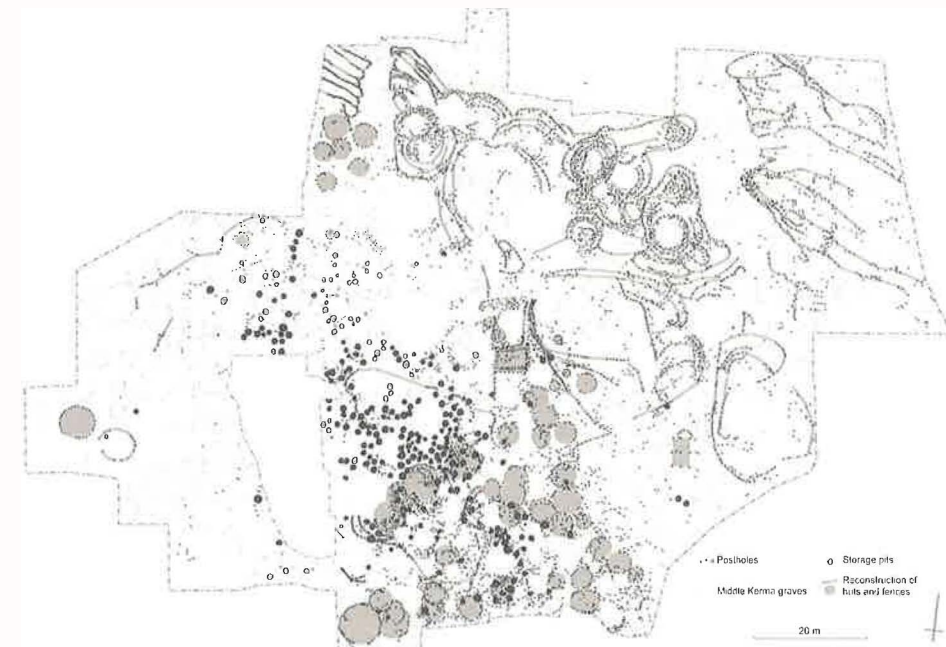 Postholes
Storage pits
Middle Kerma graves
Reconstruction of
huts and fences
20 m